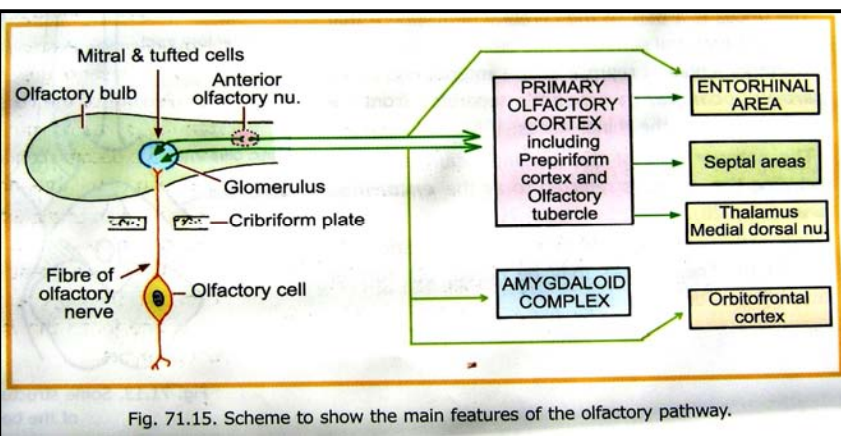 Mitral & tufted cells
Olfactory bulb
Anterior
olfactory nu.
Glomerulus
Cribriform plate
Fibre of
olfactory
nerve
Olfactory cell
PRIMARY
OLFACTORY
CORTEX
including
Prepiriform
cortex and
Olfactory
tubercle
AMYGDALOID
COMPLEX
ENTORHINAL
AREA
Septal areas
Thalamus
Medial dorsal nu.
Orbitofrontal
cortex
Fig. 71.15. Scheme to show the main features of the olfactory pathway.